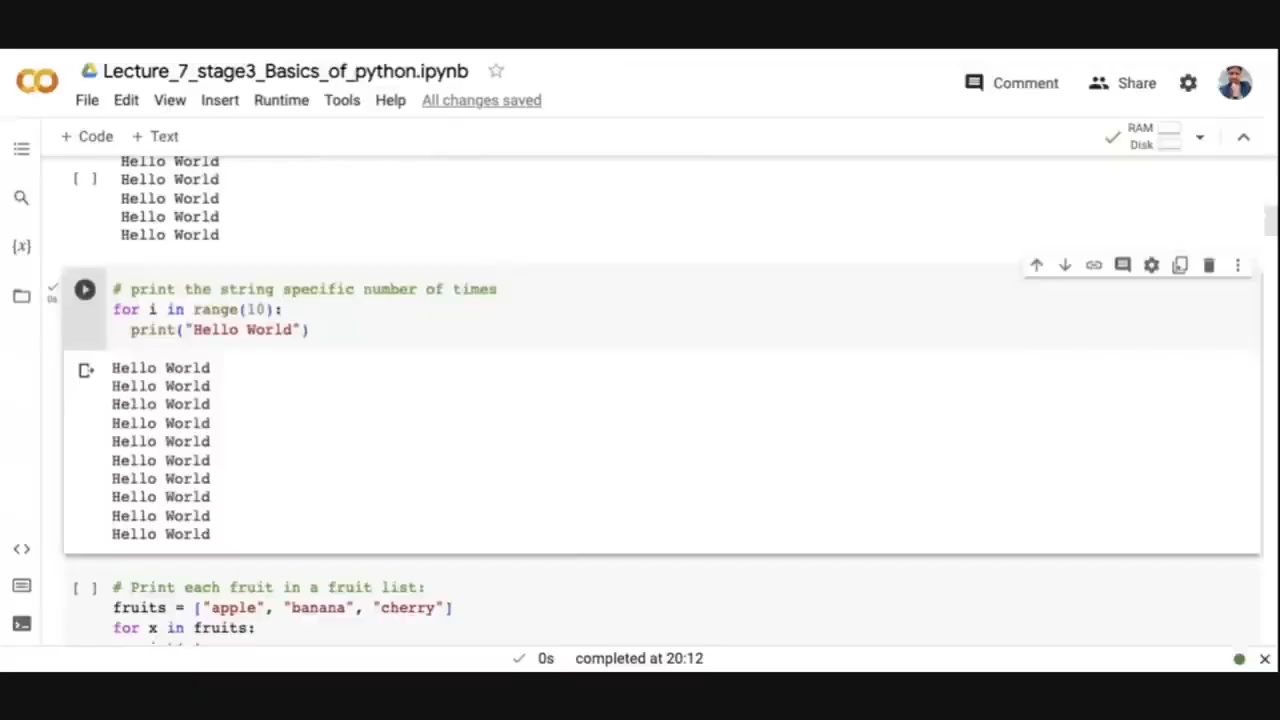 Lecture_7_stage3_Basics_of_python.ipynb
Comment
Share
File Edit View Insert Runtime Tools Help All changes saved
+ Code + Text
RAM
Disk
Hello World
[ ] Hello World
Hello World
Hello World
Hello World
{x}
0s
# print the string specific number of times
for i in range(10):
print("Hello World")
Hello World
Hello World
Hello World
Hello World
Hello World
Hello World
Hello World
Hello World
Hello World
Hello World
[ ] # Print each fruit in a fruit list:
fruits = ["apple", "banana", "cherry"]
for x in fruits:
0s completed at 20:12